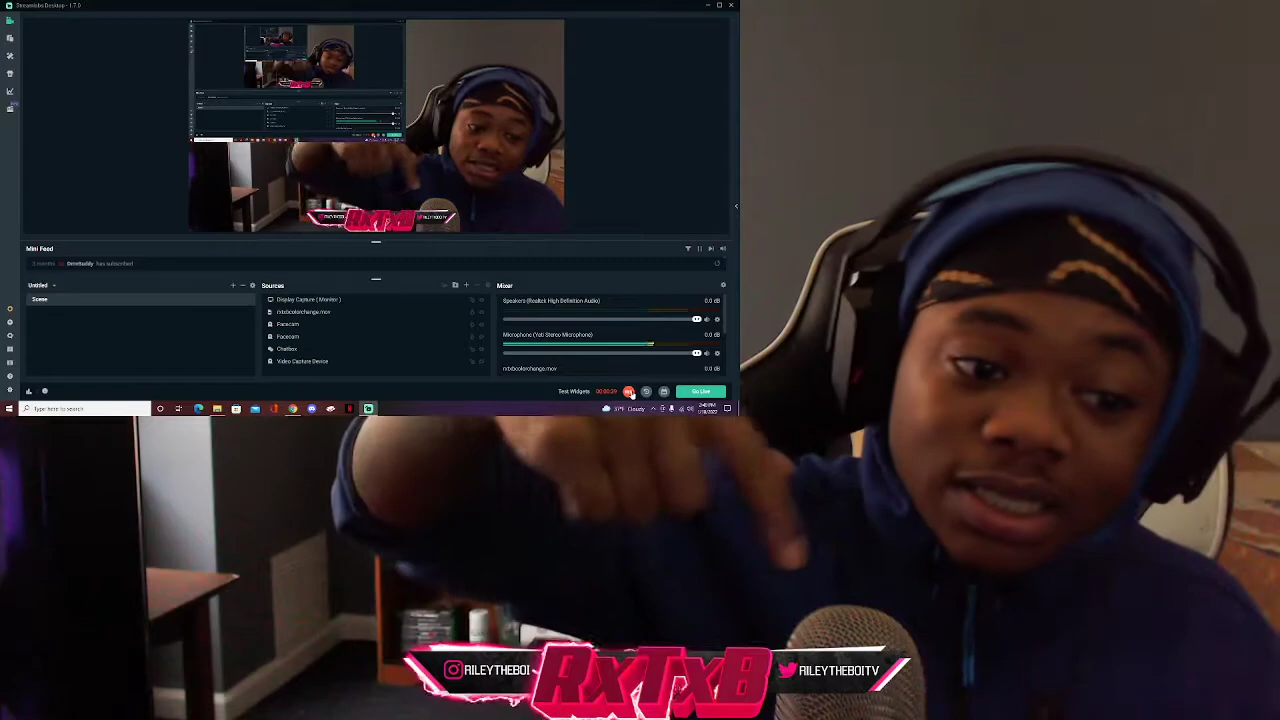 Streamlabs Desktop - 1.7.0
Mini Feed
has subscribed
Untitled
Sources
Mixer
Scene
Display Capture ( Monitor )
rxtxbcolorchange.mov
Facecam
Facecam
Chatbox
Video Capture Device
Speakers (Realtek High Definition Audio) 0.0 dB
Microphone (Yeti Stereo Microphone) 0.0 dB
rxtxbcolorchange.mov 0.0 dB
Test Widgets
REC
Go Live
Type here to search
37°F Cloudy
RILEYTHEBOI
RxTxB
RILEYTHEBOITV